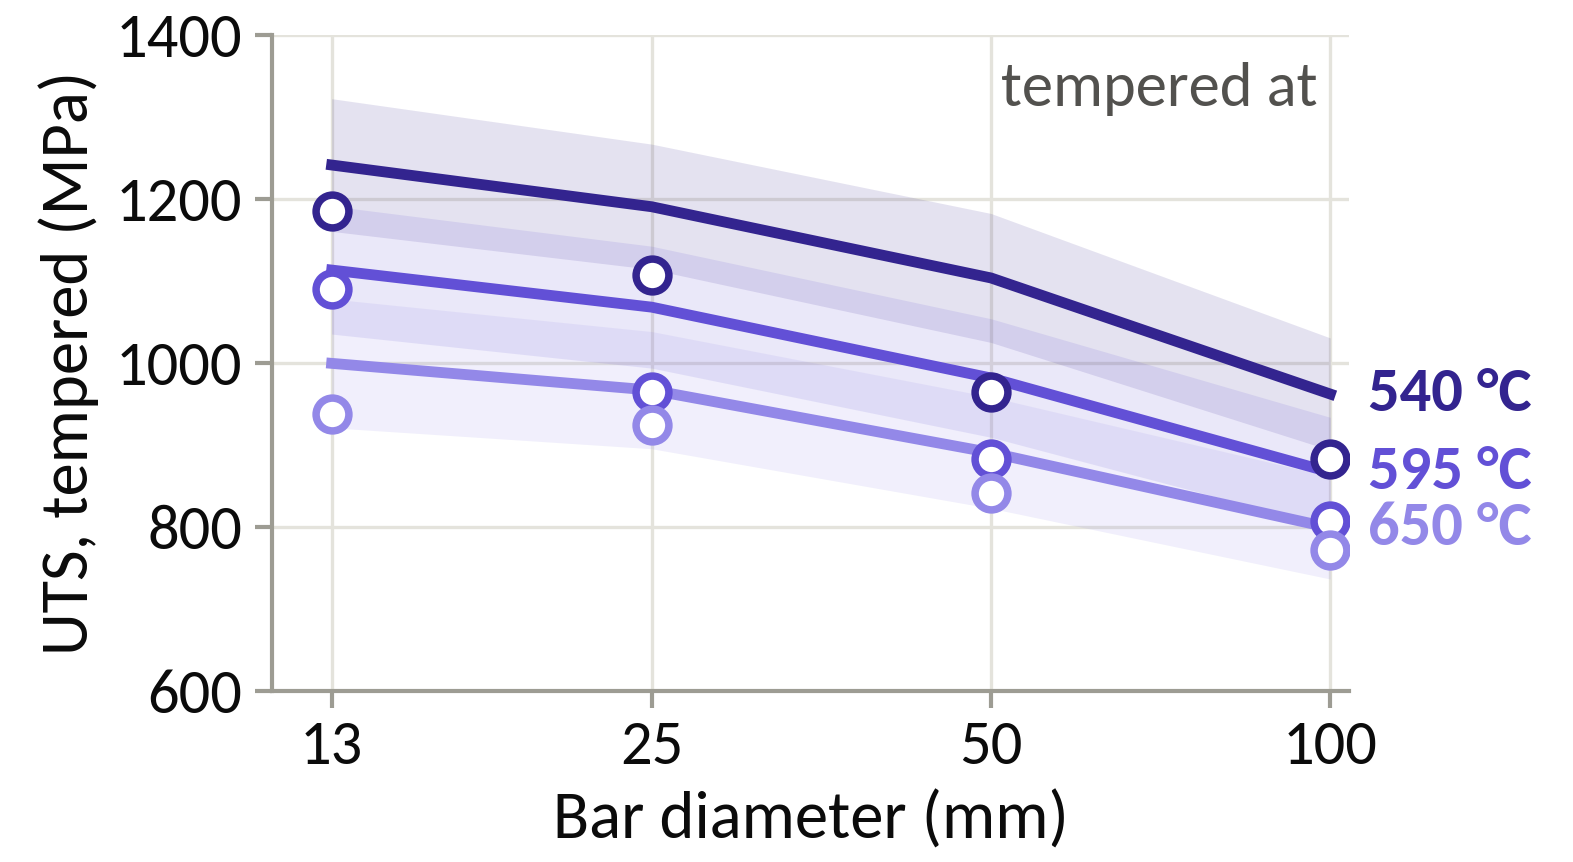 1400
1200
1000
800
600
UTS, tempered (MPa)
tempered at
540 °C
595 °C
650 °C
13 25 50 100
Bar diameter (mm)